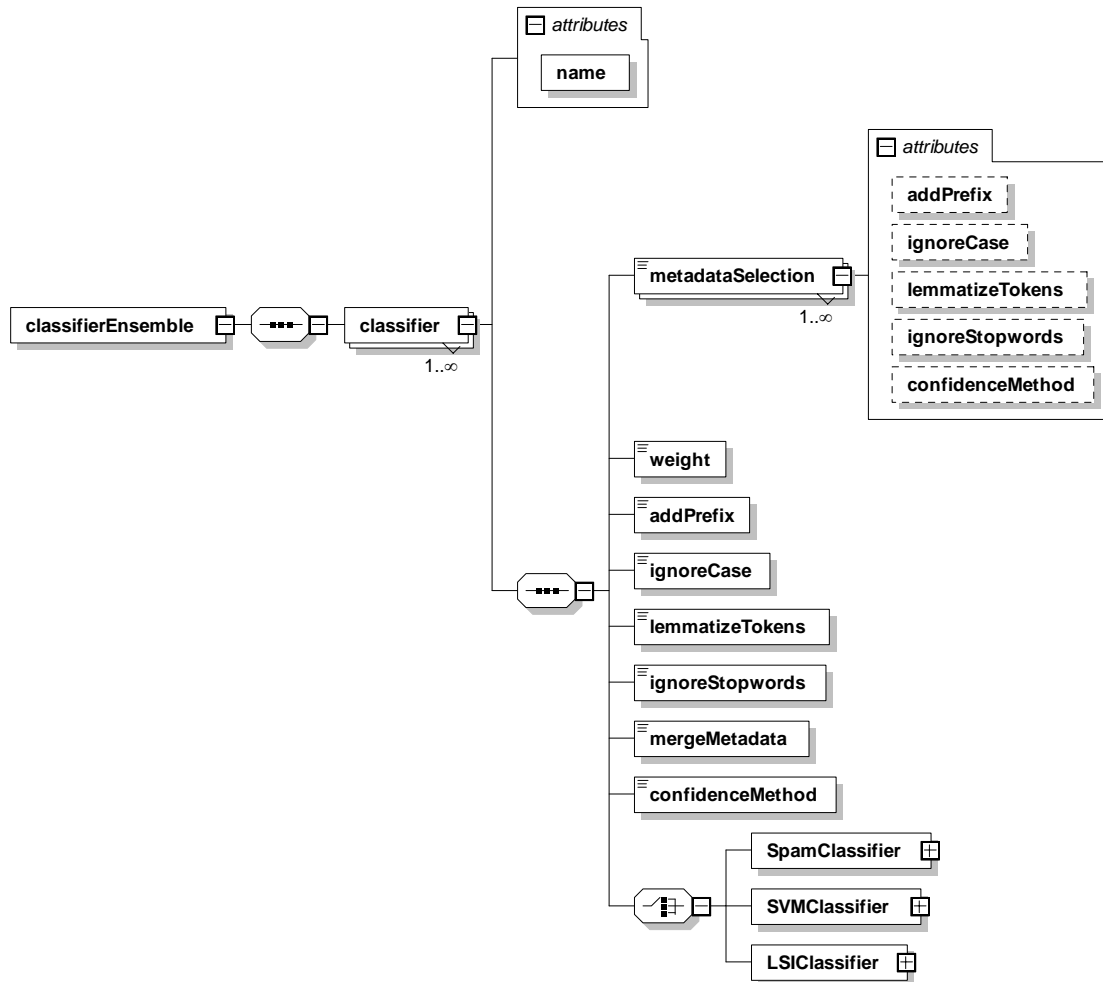 attributes
name
attributes
addPrefix
ignoreCase
metadataSelection
lemmatizeTokens
1..∞
classifierEnsemble
classifier
ignoreStopwords
1..∞
confidenceMethod
weight
addPrefix
ignoreCase
lemmatizeTokens
ignoreStopwords
mergeMetadata
confidenceMethod
SpamClassifier
SVMClassifier
LSIClassifier